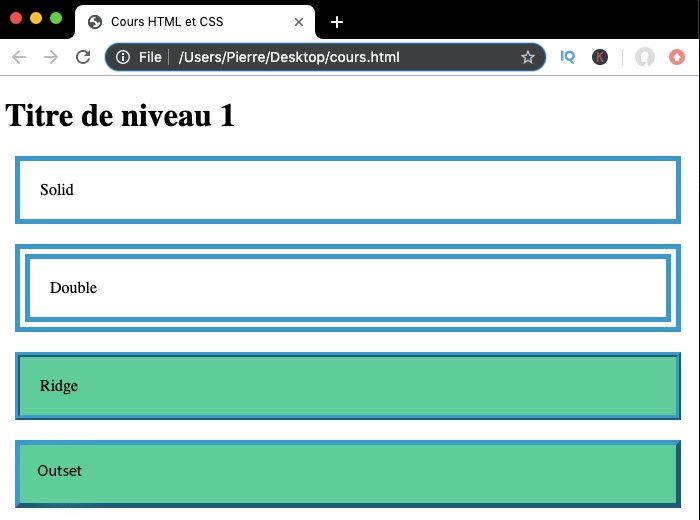 Cours HTML et CSS
File /Users/Pierre/Desktop/cours.html
IQ
K
Titre de niveau 1
Solid
Double
Ridge
Outset